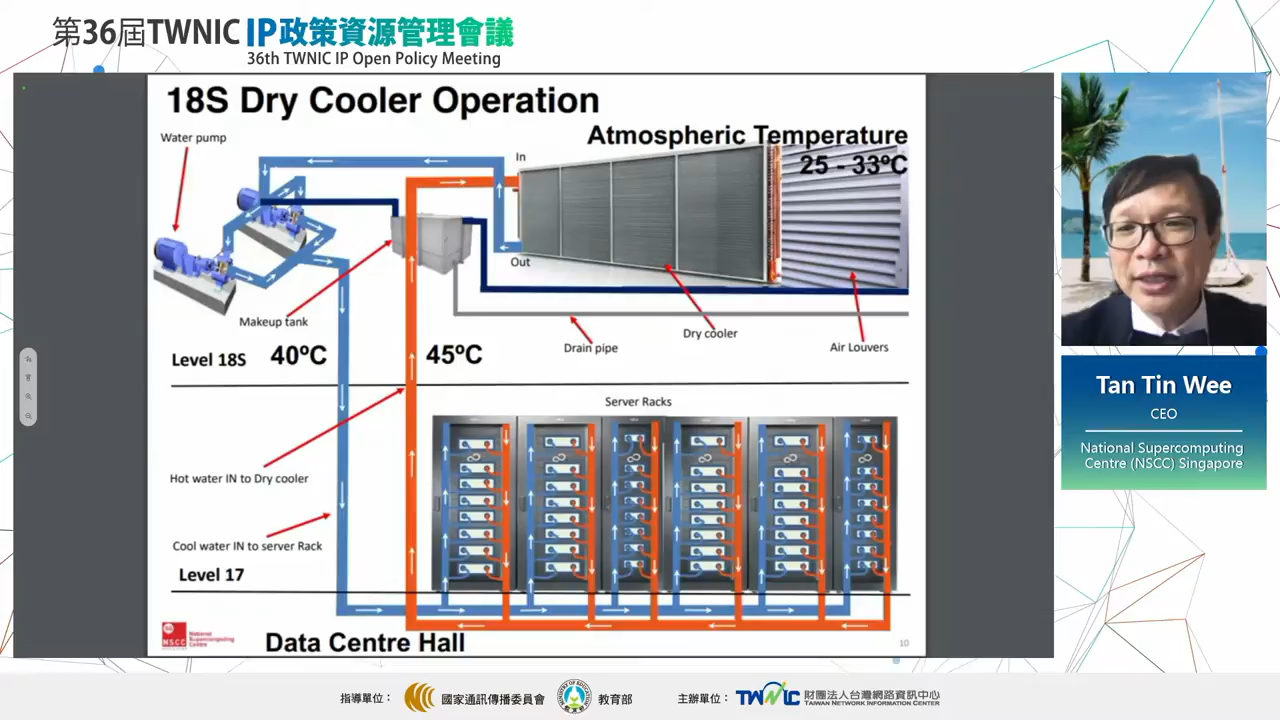 第36屆TWNIC IP政策資源管理會議
36th TWNIC IP Open Policy Meeting
18S Dry Cooler Operation
Water pump
Atmospheric Temperature
25 - 33ºC
In
Out
Makeup tank
Drain pipe
Dry cooler
Air Louvers
Level 18S
40ºC
45ºC
Server Racks
Hot water IN to Dry cooler
Cool water IN to server Rack
Level 17
NSCC
National
Supercomputing
Centre
Data Centre Hall
10
Tan Tin Wee
CEO
National Supercomputing
Centre (NSCC) Singapore
指導單位：
國家通訊傳播委員會
MINISTRY OF EDUCATION
教育部
主辦單位：
TWNIC
財團法人台灣網路資訊中心
TAIWAN NETWORK INFORMATION CENTER